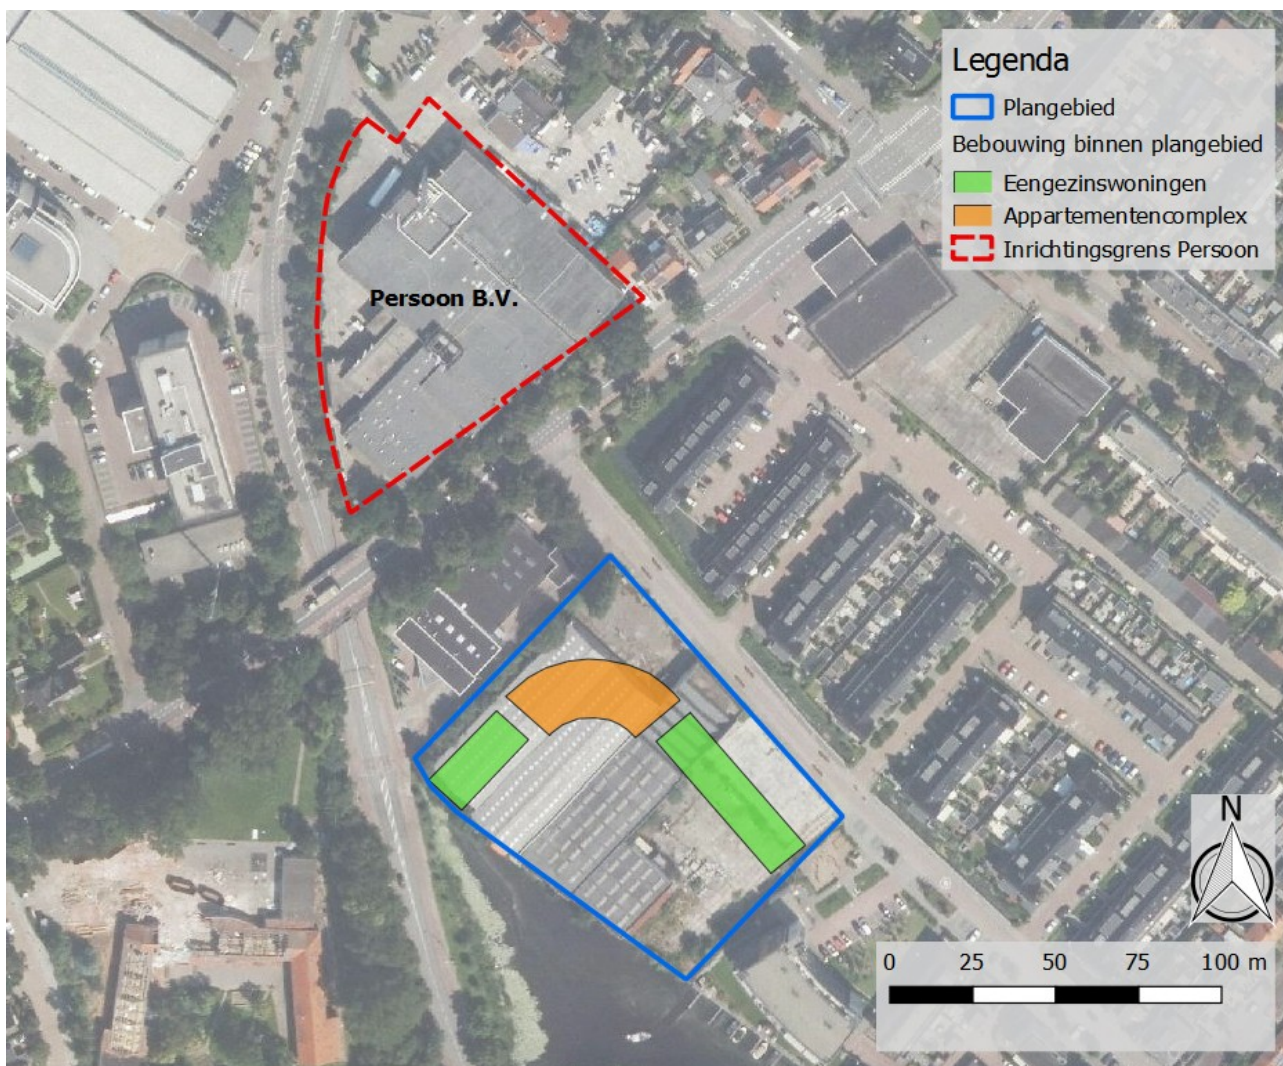 Legenda
Plangebied
Bebouwing binnen plangebied
Eengezinswoningen
Appartementencomplex
Inrichtingsgrens Persoon
Persoon B.V.
N
0 25 50 75 100 m